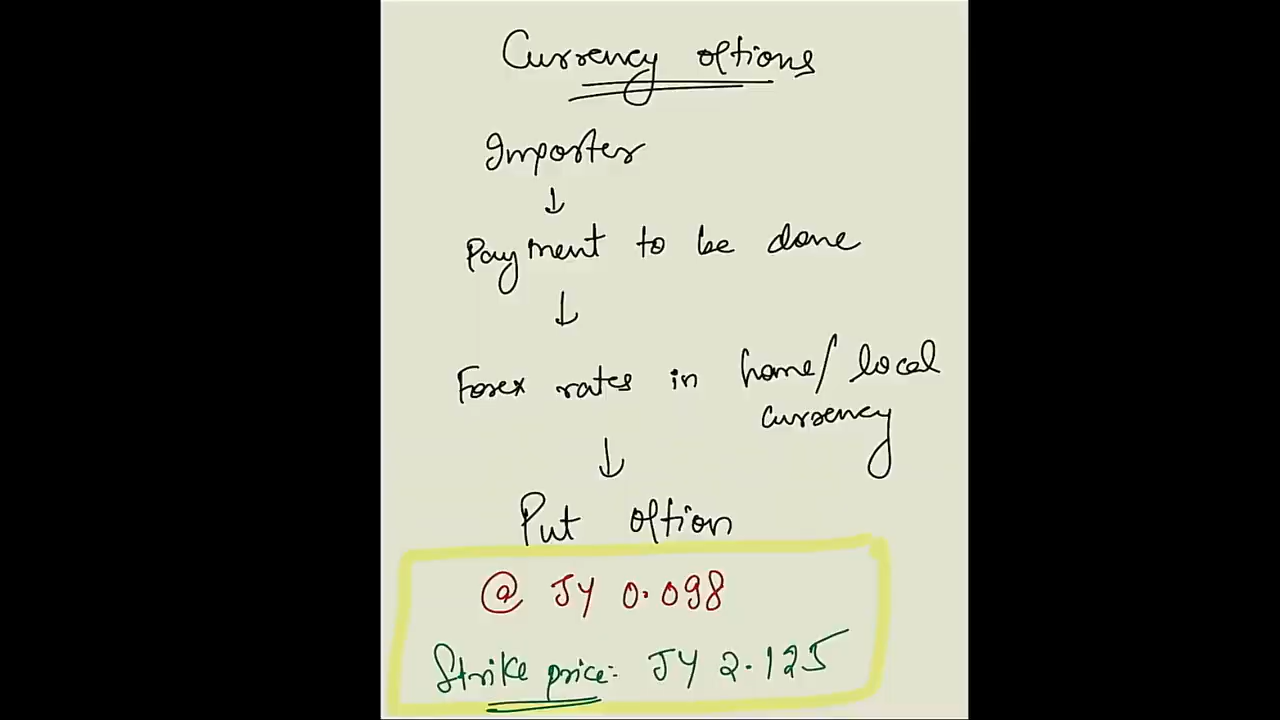 Currency options
Importer
↓
Payment to be done
↓
Forex rates in home/local
currency
↓
Put option
@ JY 0.098
Strike price:- JY 2.125